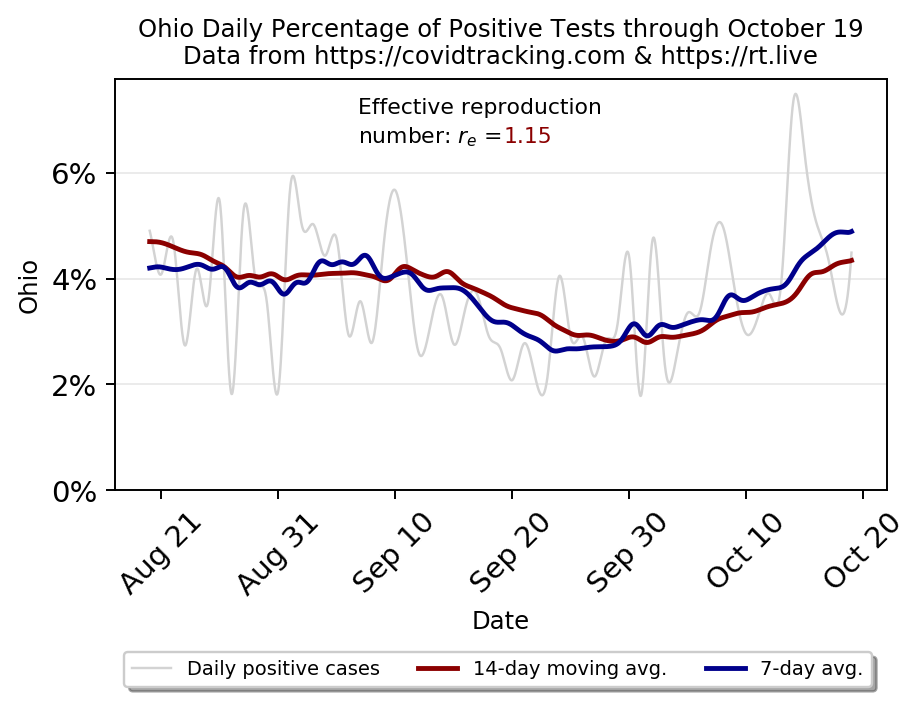 Ohio Daily Percentage of Positive Tests through October 19
Data from https://covidtracking.com & https://rt.live
Effective reproduction
number: rₑ =1.15
6%
4%
2%
0%
Ohio
Aug 21
Aug 31
Sep 10
Sep 20
Sep 30
Oct 10
Oct 20
Date
Daily positive cases
14-day moving avg.
7-day avg.